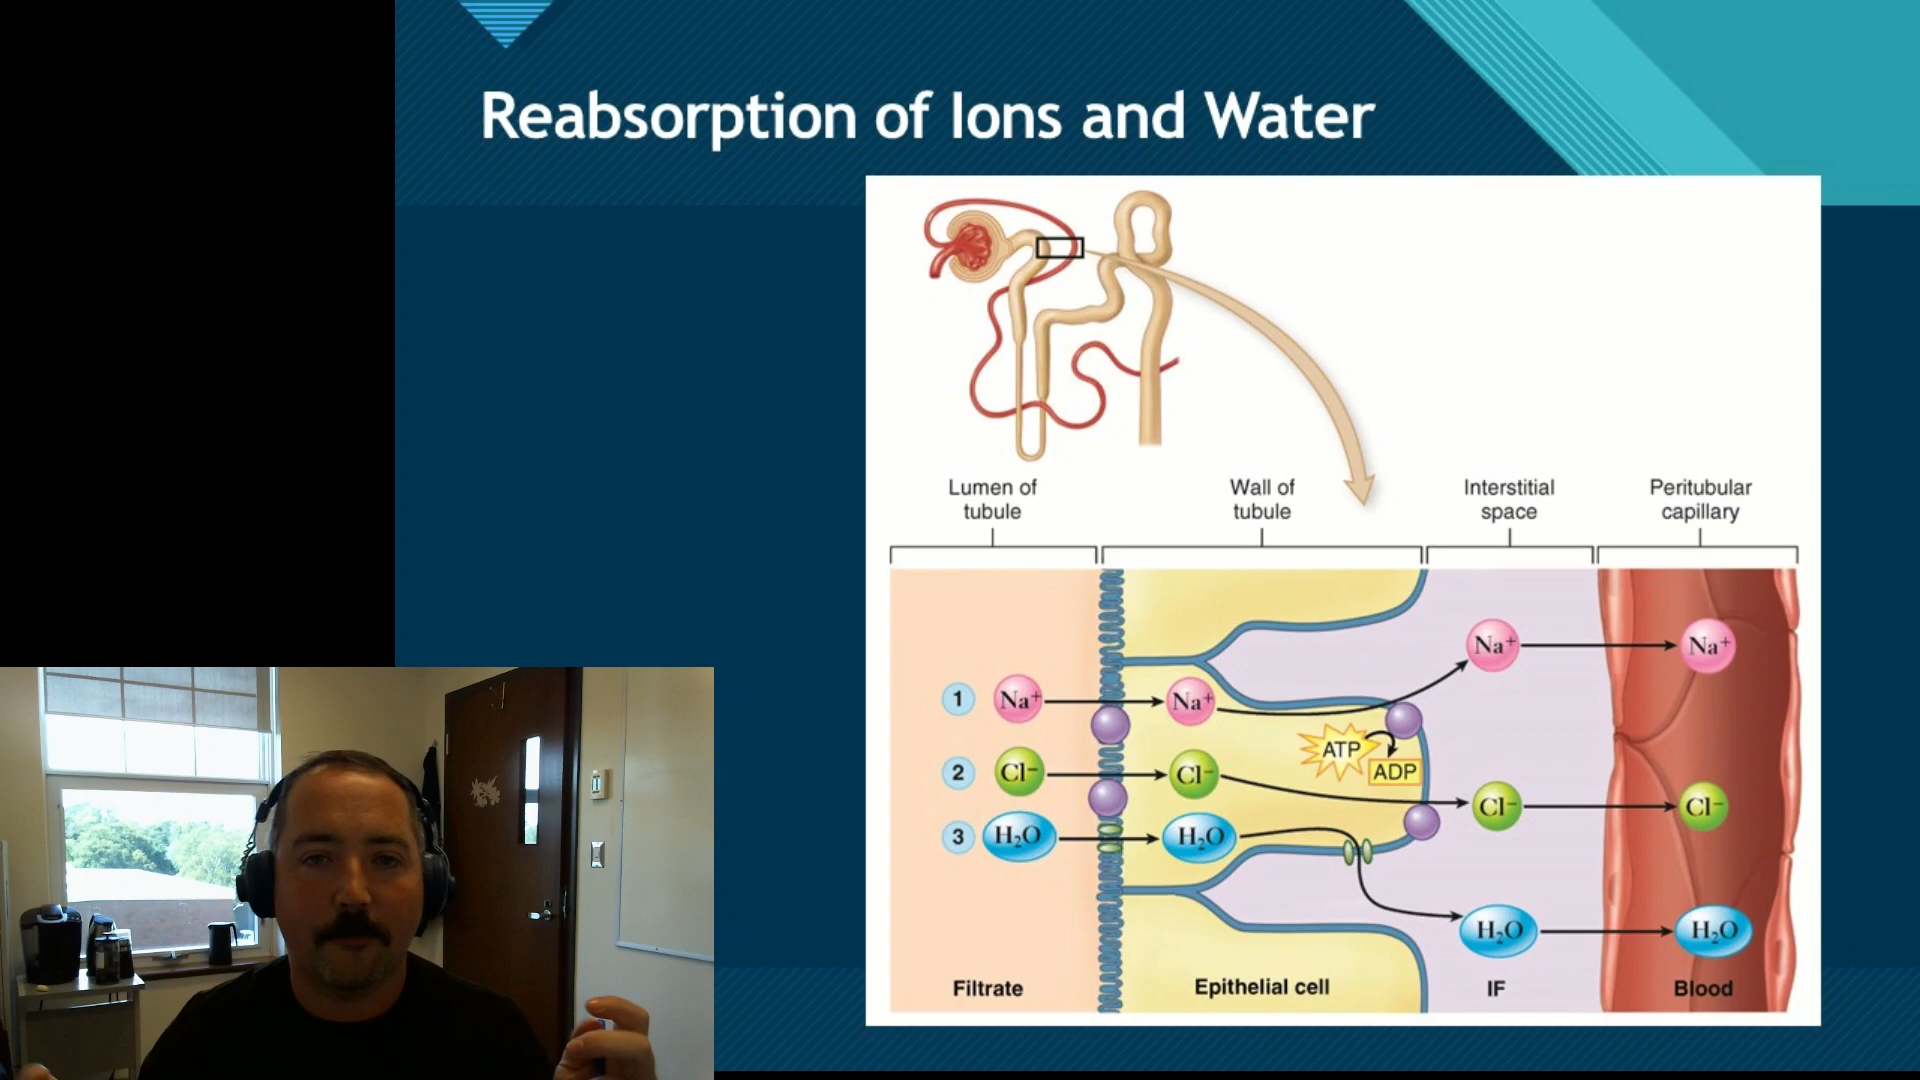 Reabsorption of Ions and Water
Lumen of
tubule
Wall of
tubule
Interstitial
space
Peritubular
capillary
Na⁺
Na⁺
1 Na⁺ Na⁺
ATP
ADP
2 Cl⁻ Cl⁻
Cl⁻ Cl⁻
3 H₂O H₂O
H₂O H₂O
Filtrate Epithelial cell IF Blood